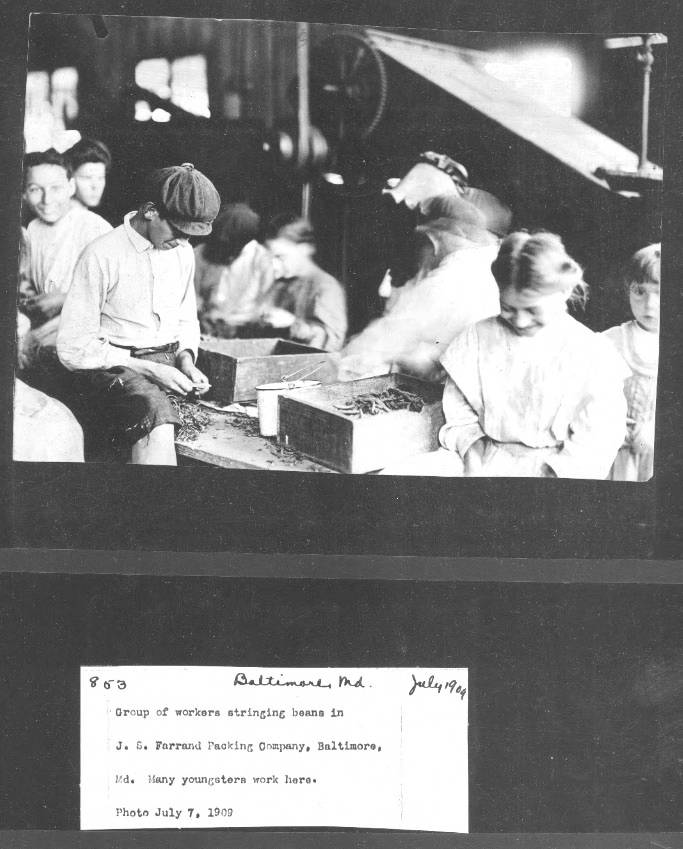 853 Baltimore, Md. July 1909
Group of workers stringing beans in
J. S. Farrand Packing Company, Baltimore,
Md. Many youngsters work here.
Photo July 7, 1909